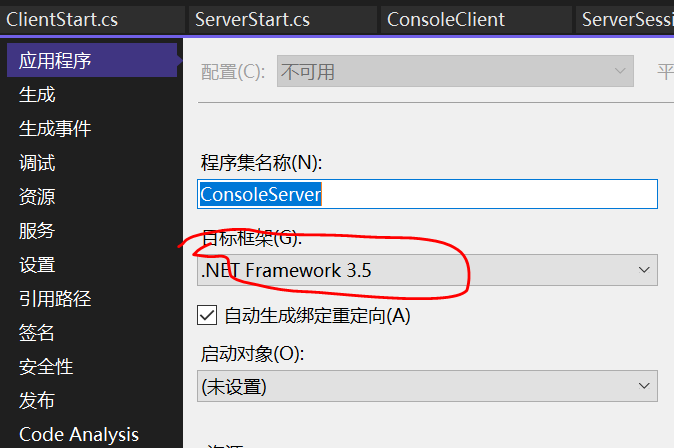 ClientStart.cs
ServerStart.cs
ConsoleClient
ServerSessi
应用程序
生成
生成事件
调试
资源
服务
设置
引用路径
签名
安全性
发布
Code Analysis
配置(C):
不可用
平
程序集名称(N):
ConsoleServer
目标框架(G):
.NET Framework 3.5
自动生成绑定重定向(A)
启动对象(O):
(未设置)